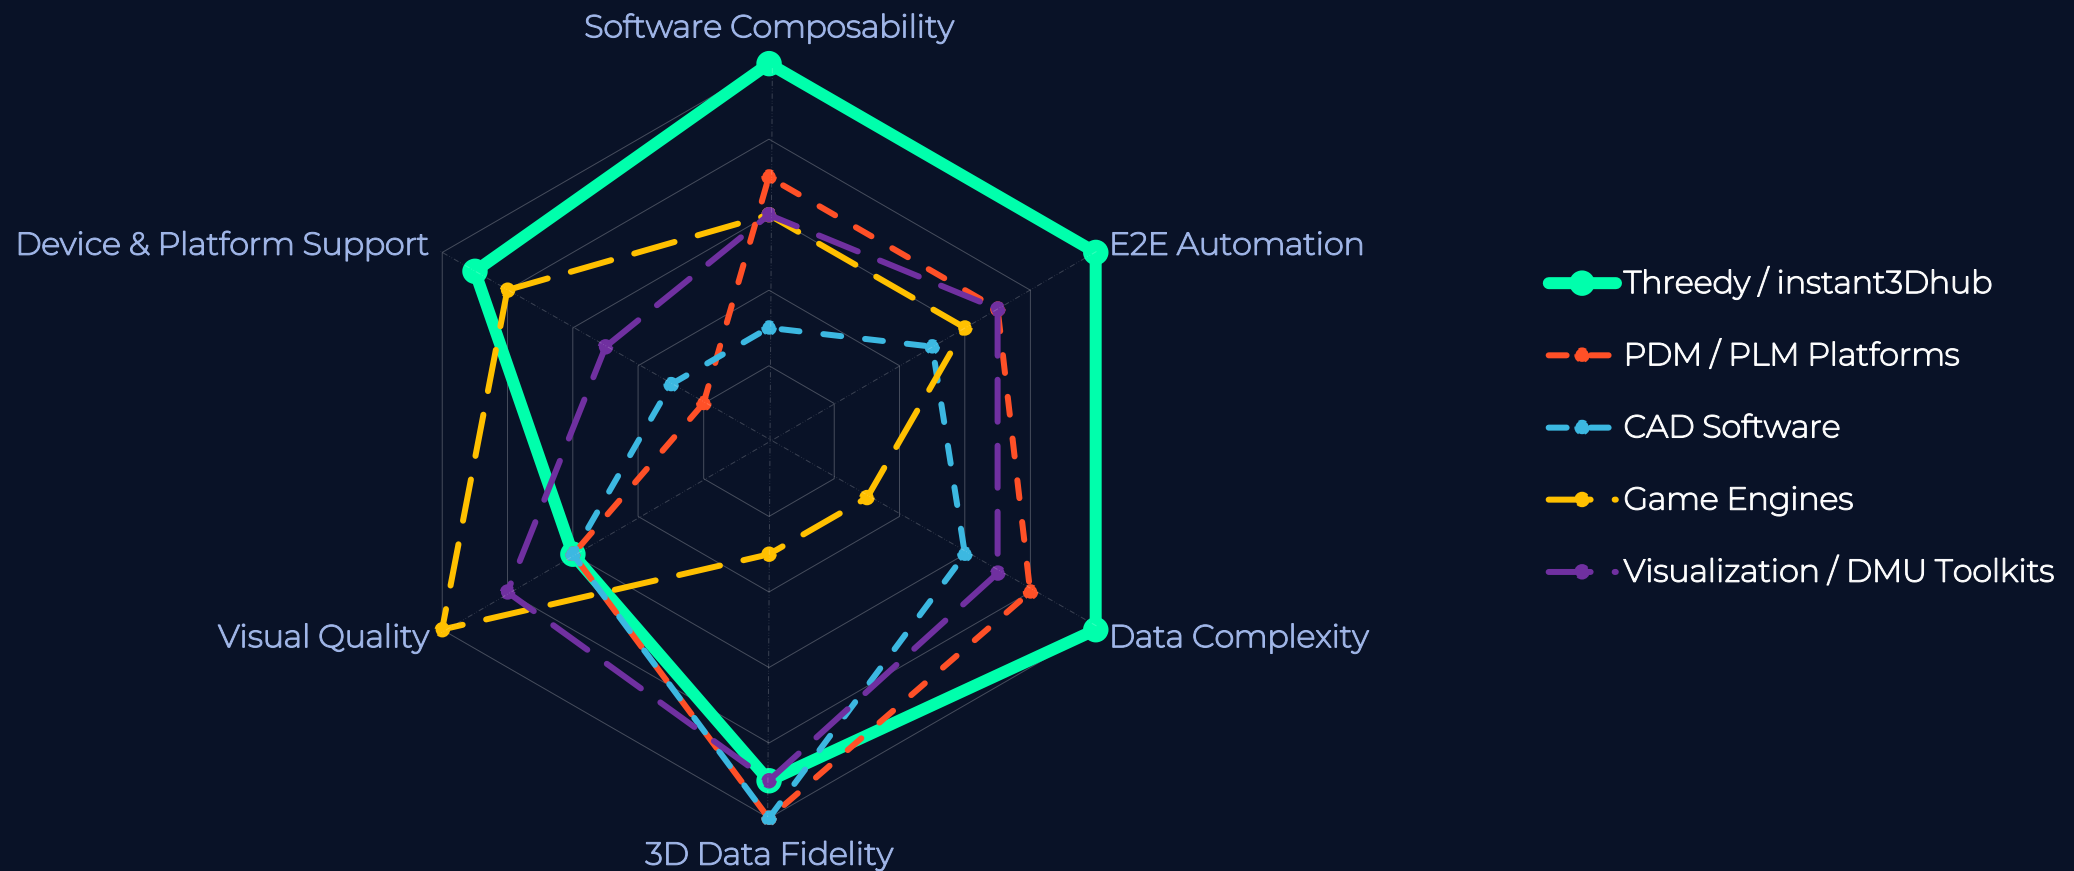 Software Composability
E2E Automation
Device & Platform Support
Threedy / instant3Dhub
PDM / PLM Platforms
CAD Software
Game Engines
Visualization / DMU Toolkits
Visual Quality
Data Complexity
3D Data Fidelity